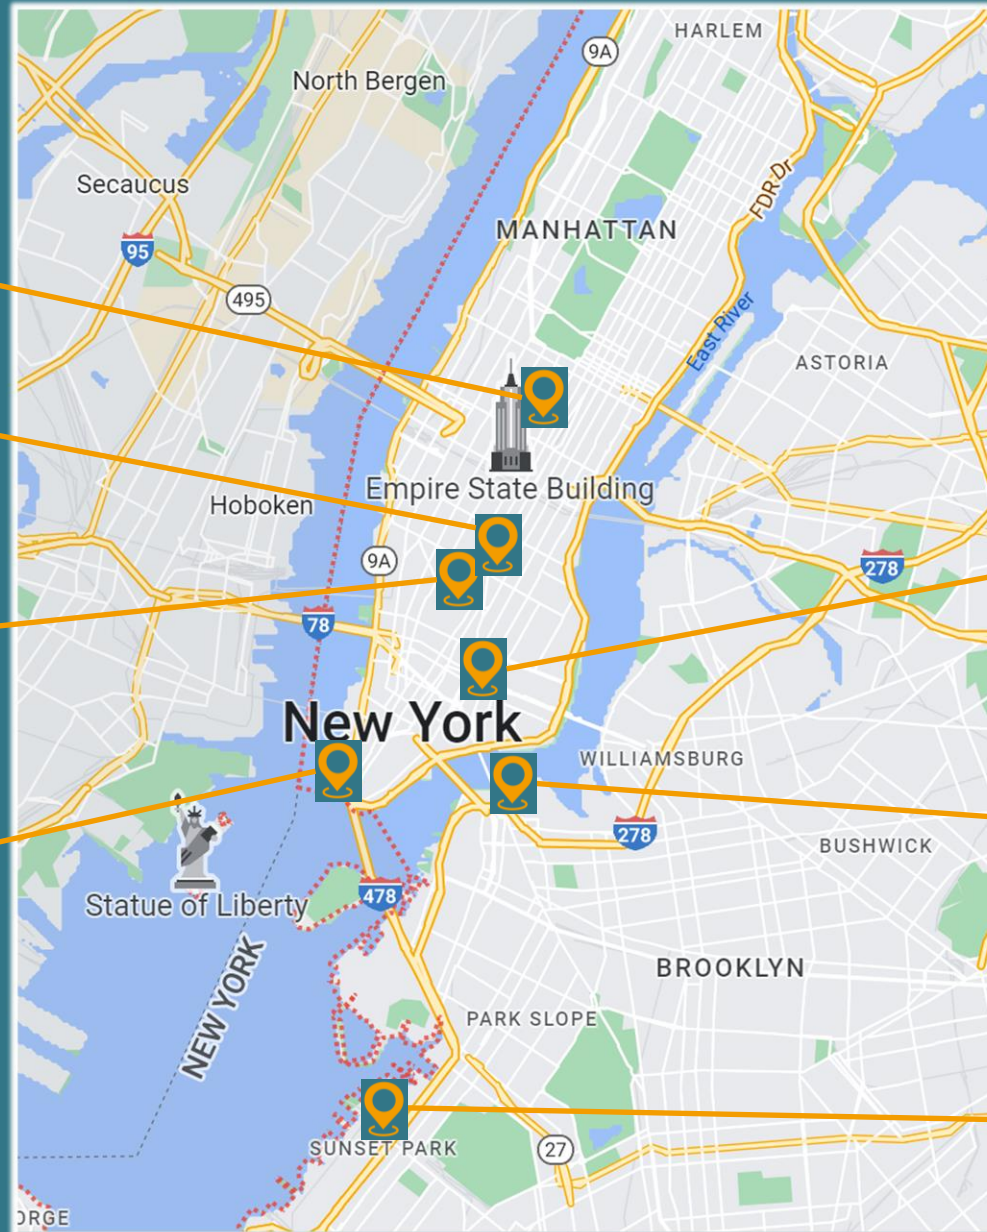 HARLEM
9A
North Bergen
FDR Dr
Secaucus
MANHATTAN
95
495
East River
ASTORIA
Empire State Building
Hoboken
9A
278
78
New York
WILLIAMSBURG
278
BUSHWICK
478
Statue of Liberty
NEW YORK
BROOKLYN
PARK SLOPE
SUNSET PARK
27
ORGE